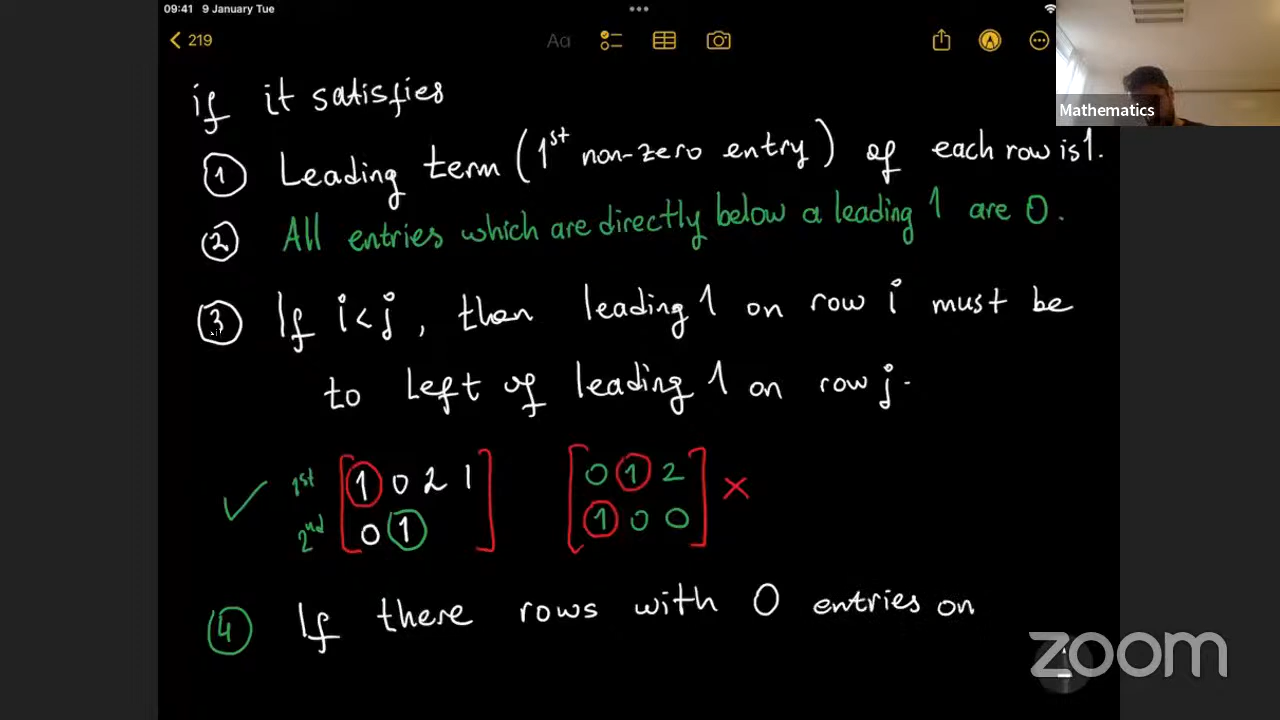 09:41 9 January Tue
219
Aa
Mathematics
if it satisfies
1 Leading term (1st non-zero entry) of each row is 1.
2 All entries which are directly below a leading 1 are 0.
3 If i < j, then leading 1 on row i must be
to left of leading 1 on row j.
1st 1 0 2 1
2nd 0 1
0 1 2
1 0 0
4 If there rows with 0 entries on
zoom